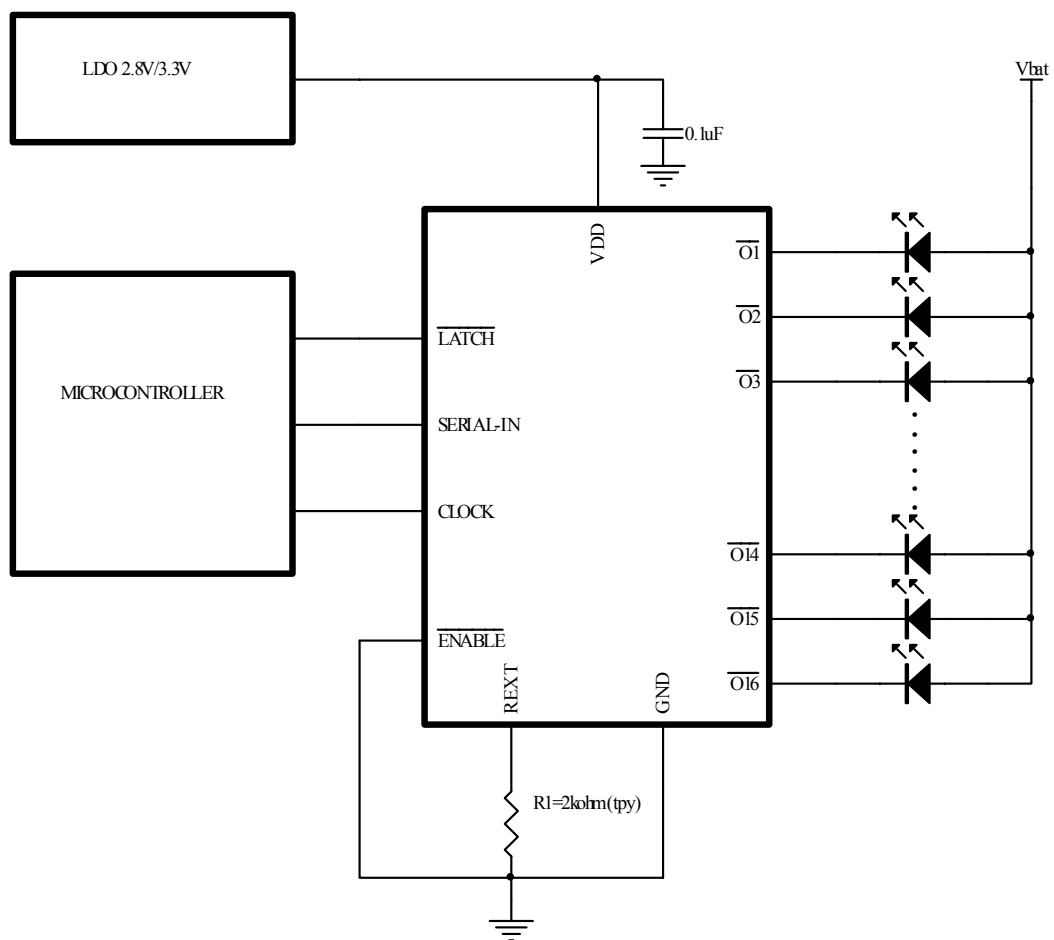 LDO 2.8V/3.3V
Vbat
0.1uF
VDD
O1
O2
O3
LATCH
MICROCONTROLLER
SERIAL-IN
CLOCK
O14
O15
ENABLE
O16
REXT
GND
R1=2kohm(tpy)